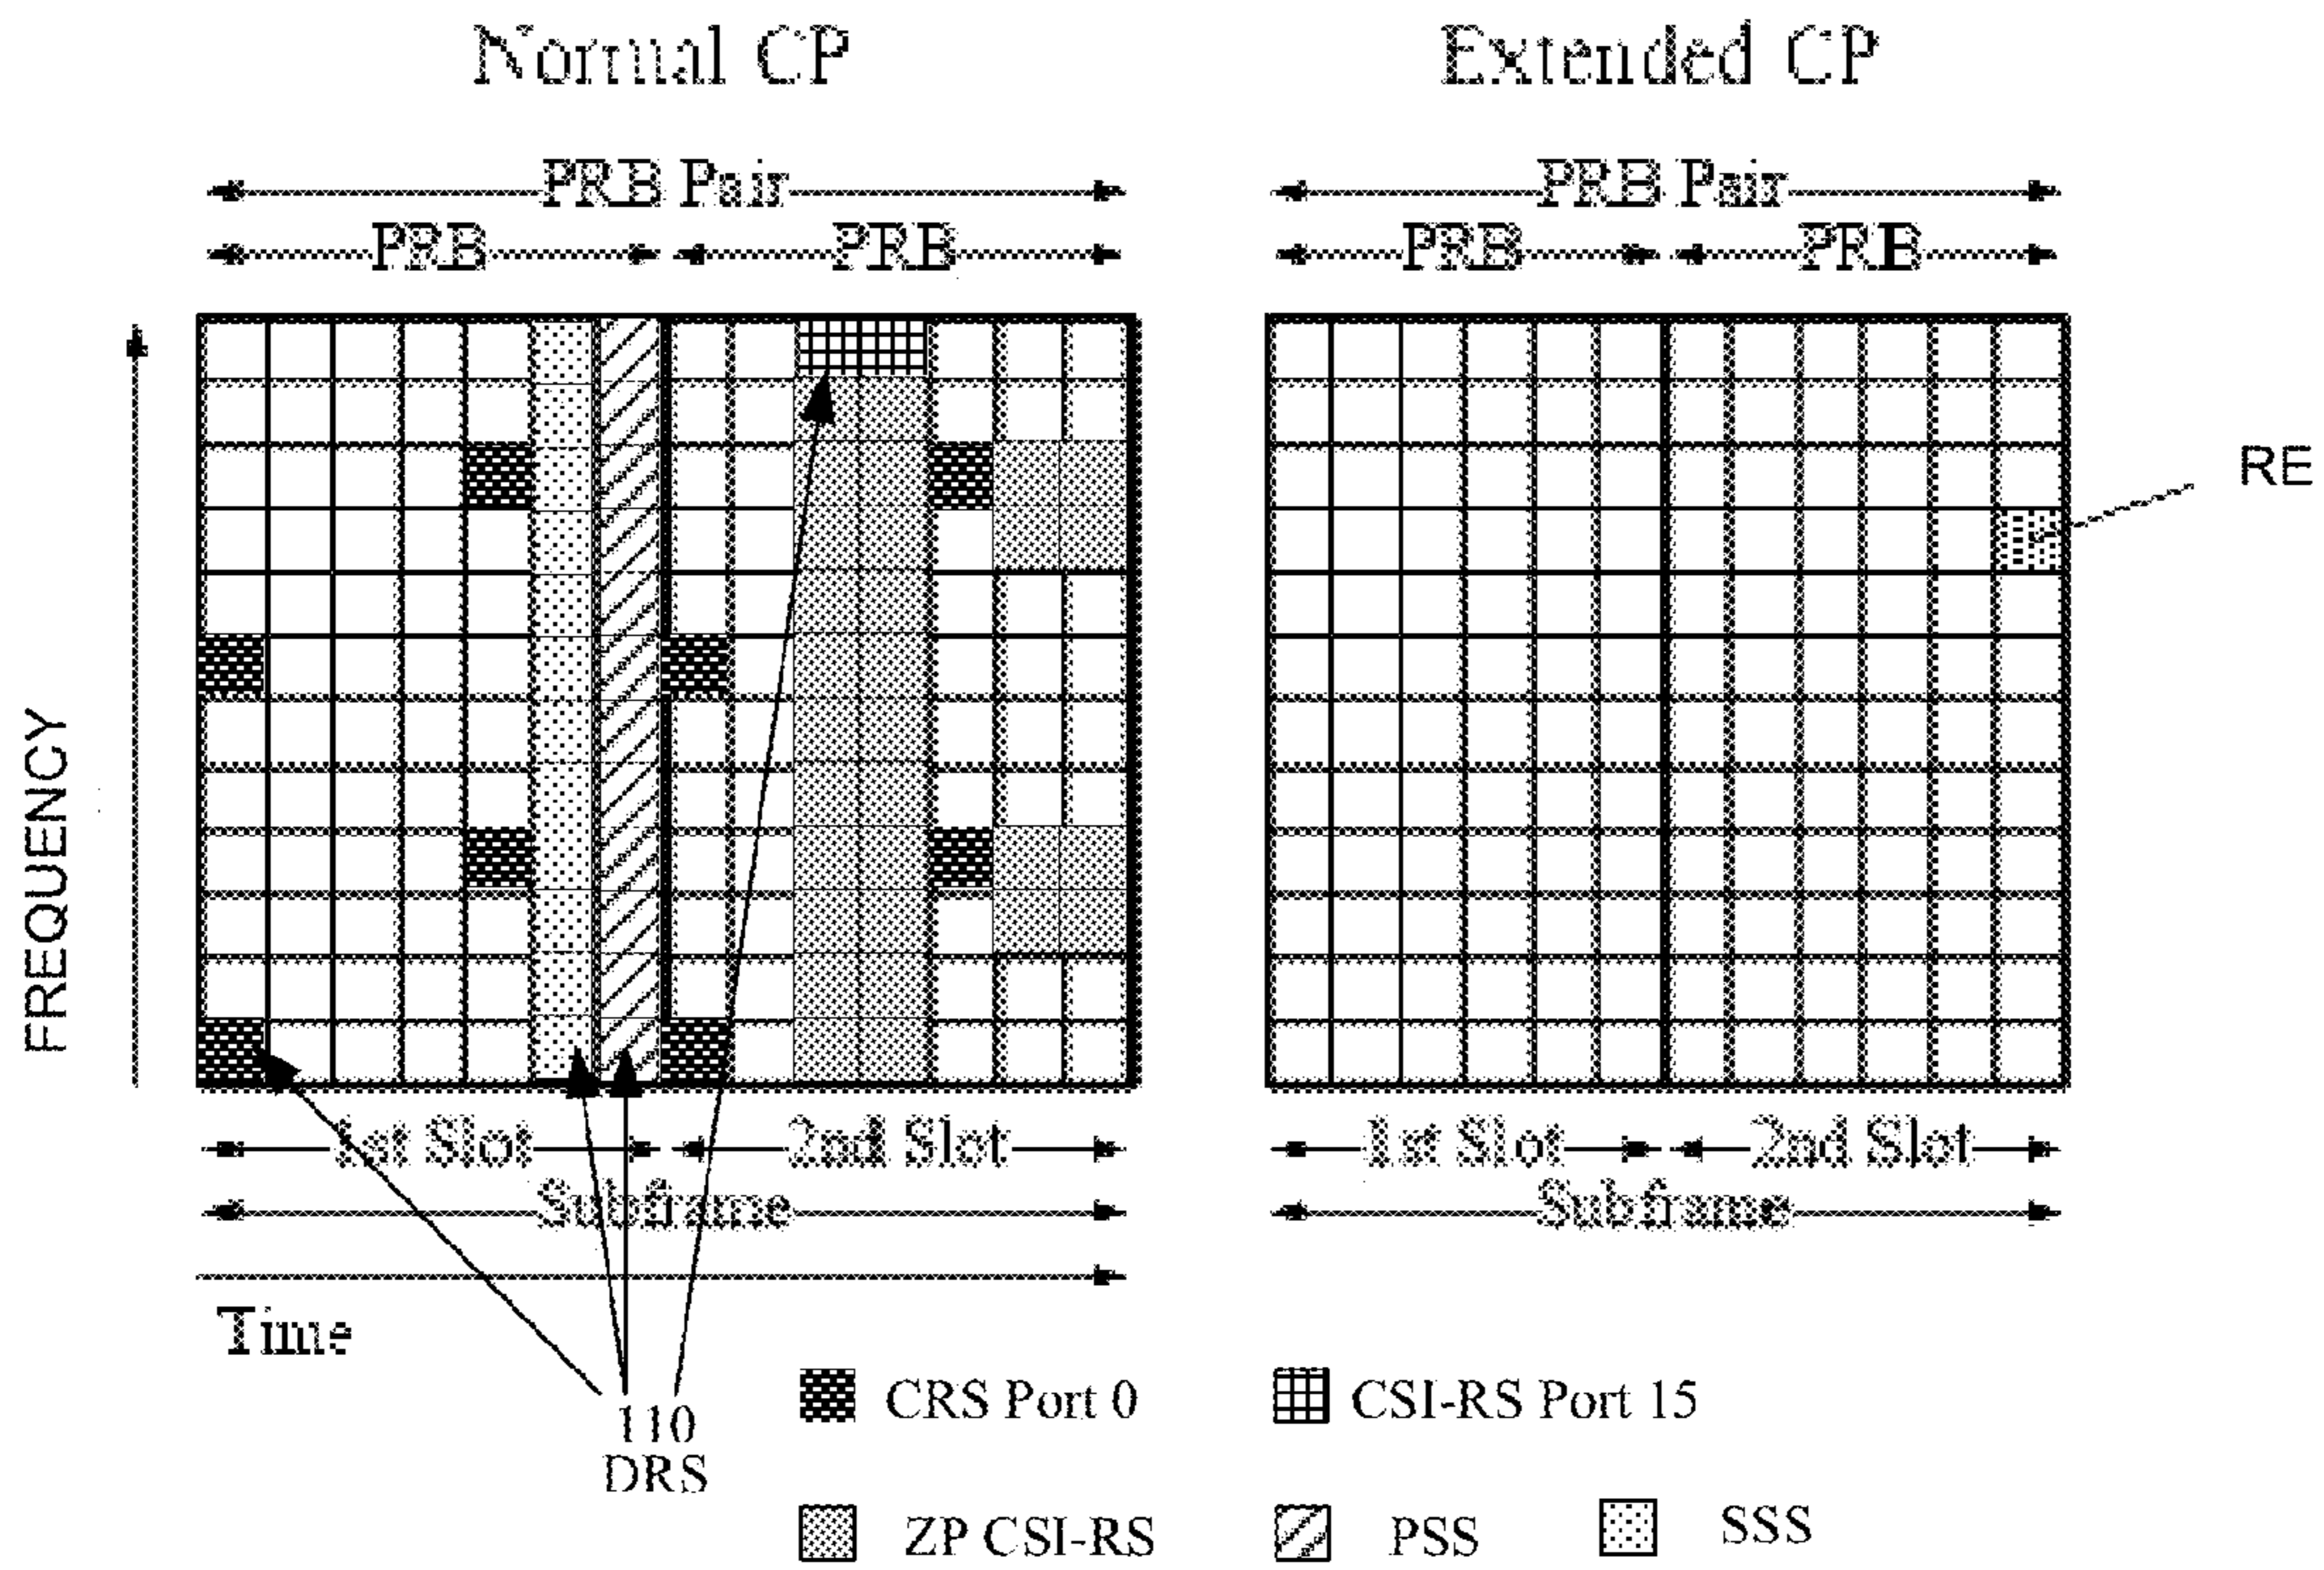 Normal CP
Extended CP
PRB Pair
PRB Pair
PRB
PRB
PRB
PRB
RE
FREQUENCY
1st Slot
2nd Slot
1st Slot
2nd Slot
Subframe
Subframe
Time
110
DRS
CRS Port 0
CSI-RS Port 15
ZP CSI-RS
PSS
SSS